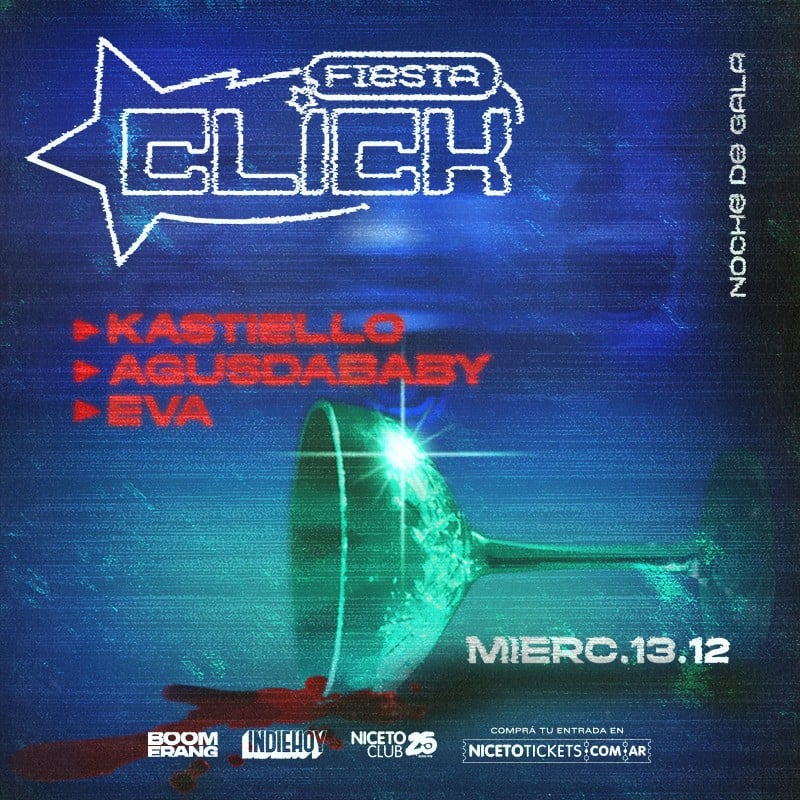 FIESTA
CLICK
NOCHE DE GALA
KASTIELLO
AGUSDABABY
EVA
MIERC.13.12
BOOM
ERANG
INDIEHOY
NICETO
CLUB 25
COMPRÁ TU ENTRADA EN
NICETOTICKETS.COM.AR